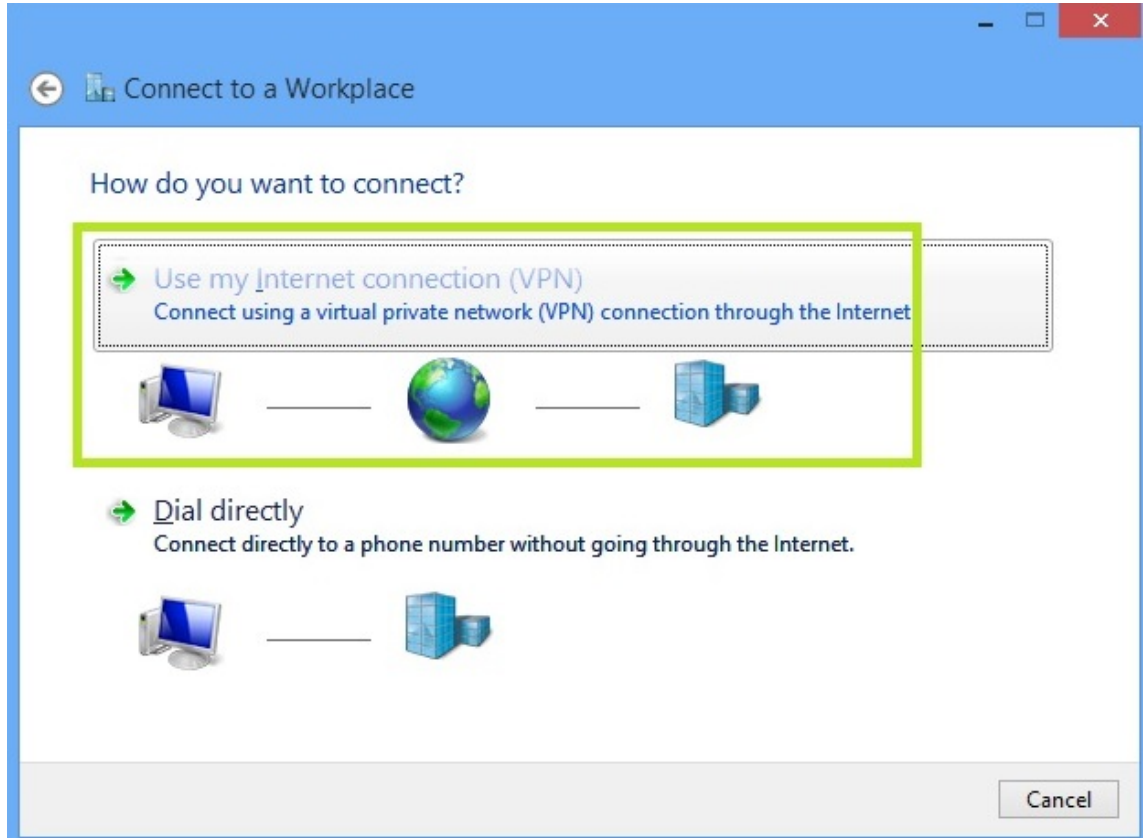 Connect to a Workplace
How do you want to connect?
Use my Internet connection (VPN)
Connect using a virtual private network (VPN) connection through the Internet
Dial directly
Connect directly to a phone number without going through the Internet.
Cancel